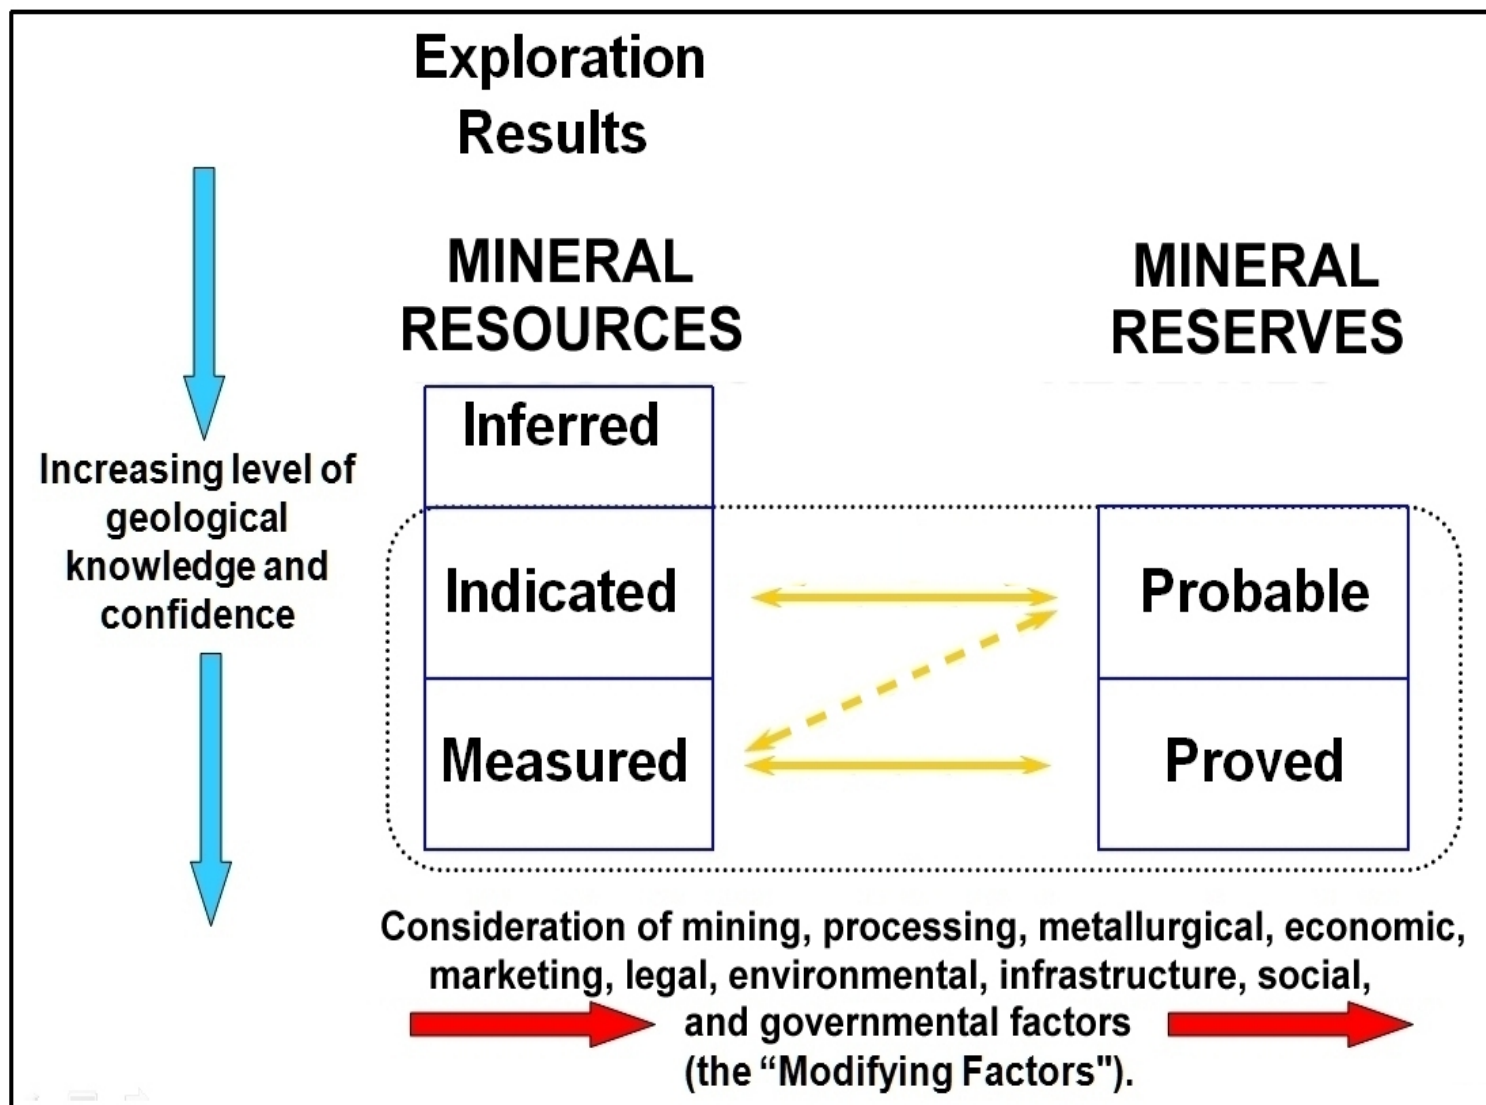 Exploration
Results
MINERAL
RESOURCES
MINERAL
RESERVES
Inferred
Increasing level of
geological
knowledge and
confidence
Indicated
Probable
Measured
Proved
Consideration of mining, processing, metallurgical, economic,
marketing, legal, environmental, infrastructure, social,
and governmental factors
(the “Modifying Factors").